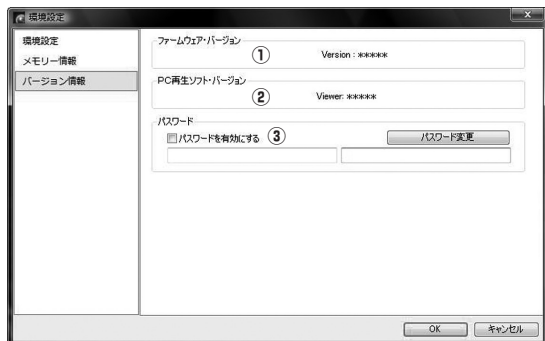 環境設定
環境設定
メモリー情報
バージョン情報
ファームウェア・バージョン
① Version : *****
PC再生ソフト・バージョン
② Viewer: *****
パスワード
パスワードを有効にする ③ パスワード変更
OK キャンセル